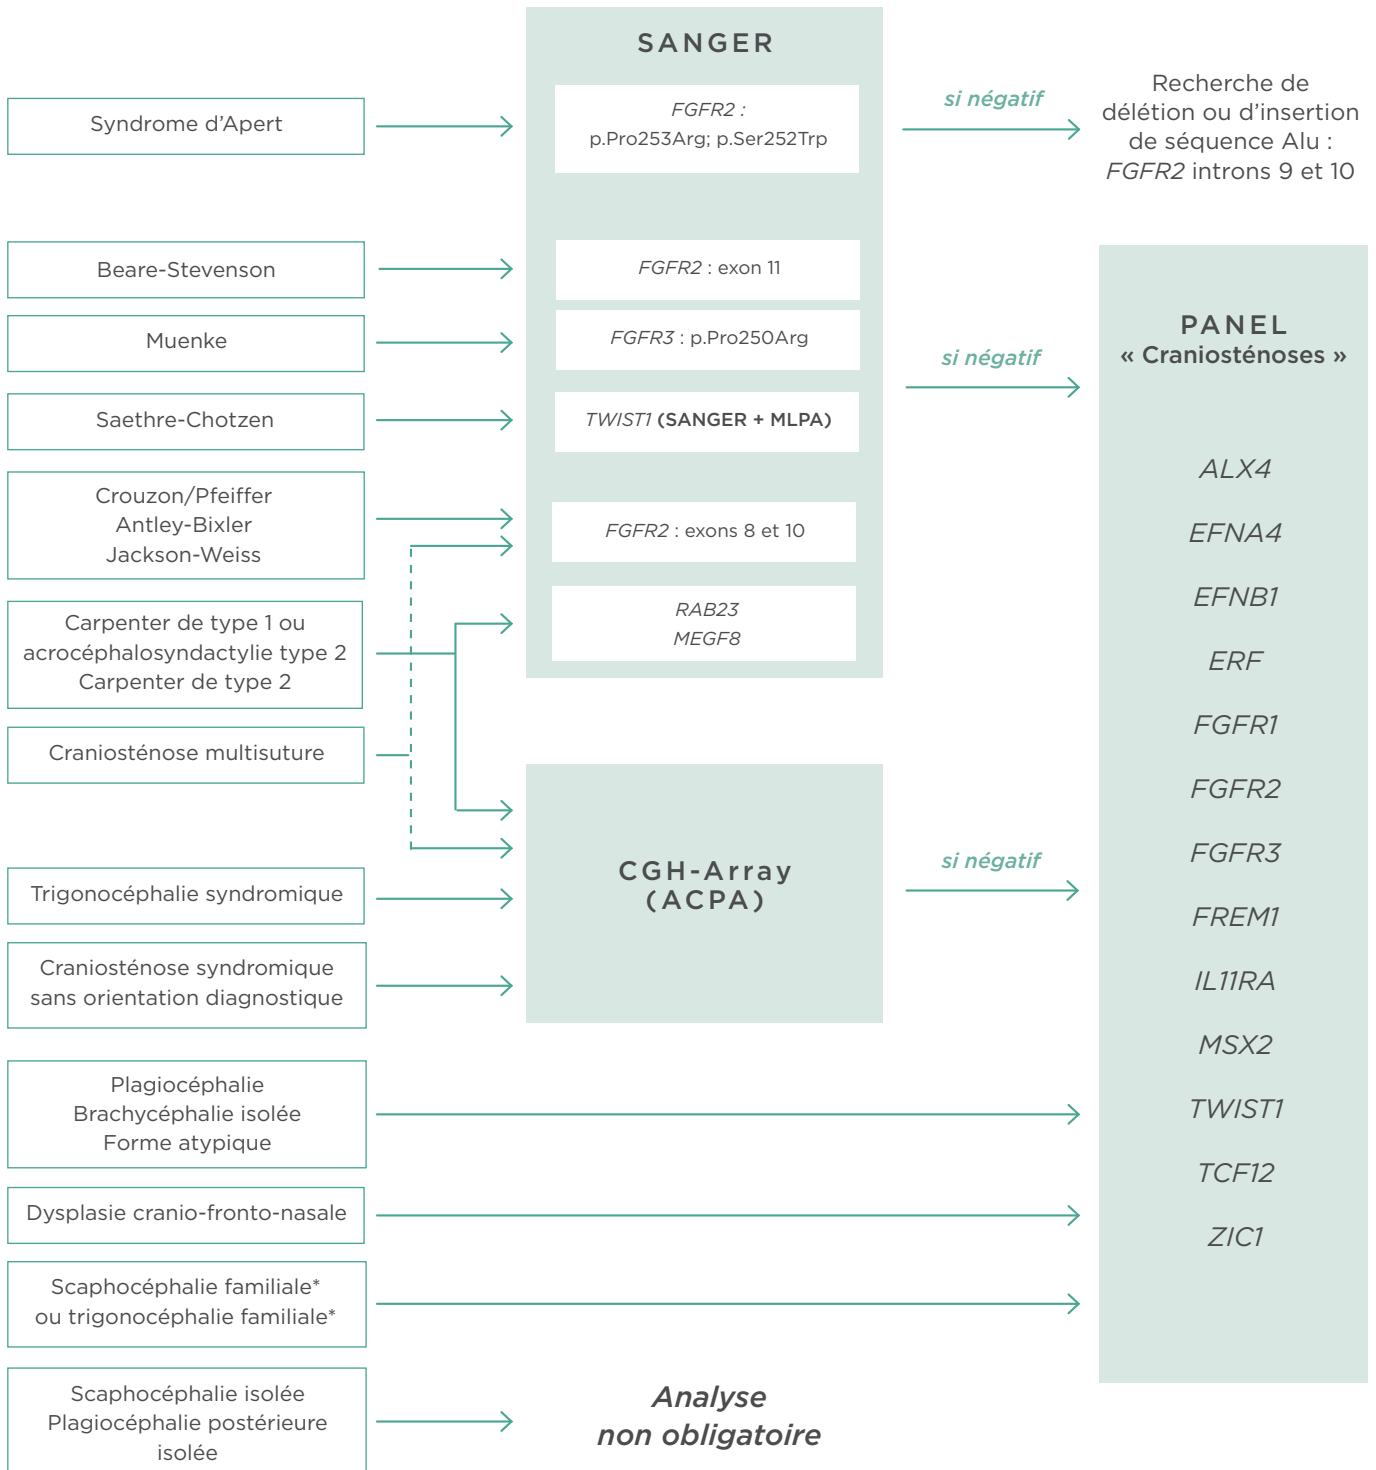 SANGER
Syndrome d’Apert
FGFR2 :
p.Pro253Arg; p.Ser252Trp
si négatif
Recherche de
délétion ou d’insertion
de séquence Alu :
FGFR2 introns 9 et 10
Beare-Stevenson
FGFR2 : exon 11
Muenke
FGFR3 : p.Pro250Arg
Saethre-Chotzen
TWIST1 (SANGER + MLPA)
Crouzon/Pfeiffer
Antley-Bixler
Jackson-Weiss
FGFR2 : exons 8 et 10
Carpenter de type 1 ou
acrocéphalosyndactylie type 2
Carpenter de type 2
RAB23
MEGF8
si négatif
Craniosténose multisuture
Trigonocéphalie syndromique
Craniosténose syndromique
sans orientation diagnostique
CGH-Array
(ACPA)
si négatif
PANEL
« Craniosténoses »
ALX4
EFNA4
EFNB1
ERF
FGFR1
FGFR2
FGFR3
FREM1
IL11RA
MSX2
TWIST1
TCF12
ZIC1
Plagiocéphalie
Brachycéphalie isolée
Forme atypique
Dysplasie cranio-fronto-nasale
Scaphocéphalie familiale*
ou trigonocéphalie familiale*
Scaphocéphalie isolée
Plagiocéphalie postérieure
isolée
Analyse
non obligatoire